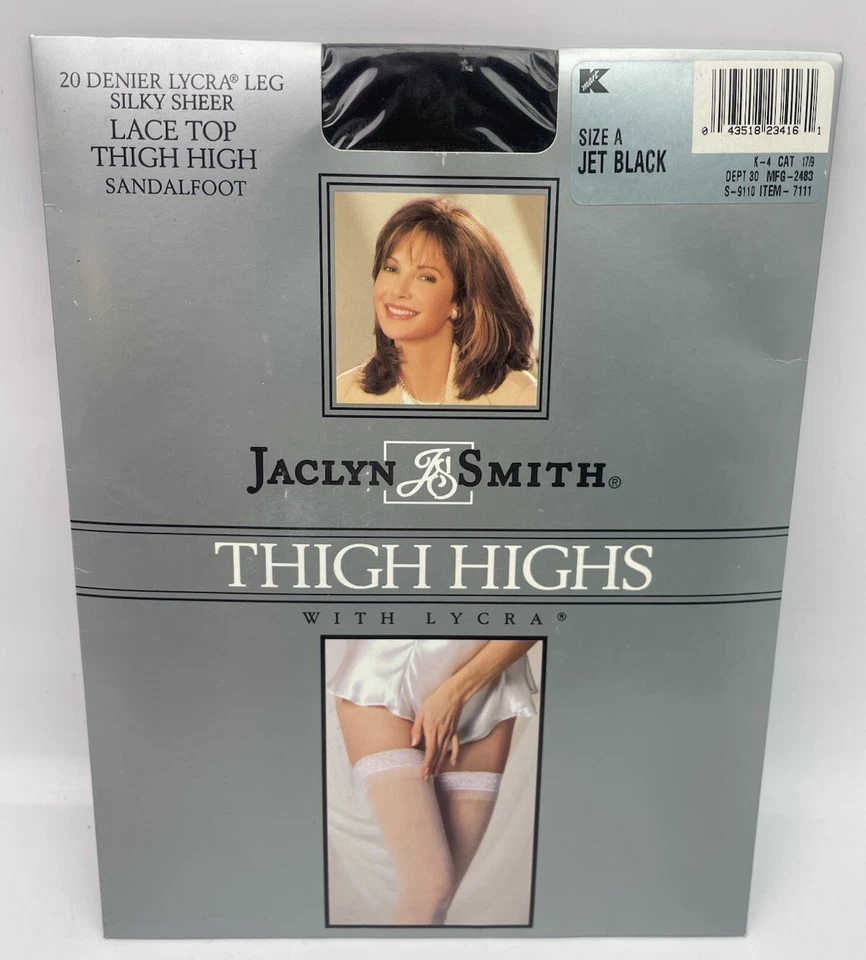 20 DENIER LYCRA® LEG
SILKY SHEER
LACE TOP
THIGH HIGH
SANDALFOOT
K mart
0 43518 23416 1
SIZE A
JET BLACK
K-4 CAT 17/9
DEPT 30 MFG-2483
S-9110 ITEM-7111
JACLYN JS SMITH®
THIGH HIGHS
WITH LYCRA®